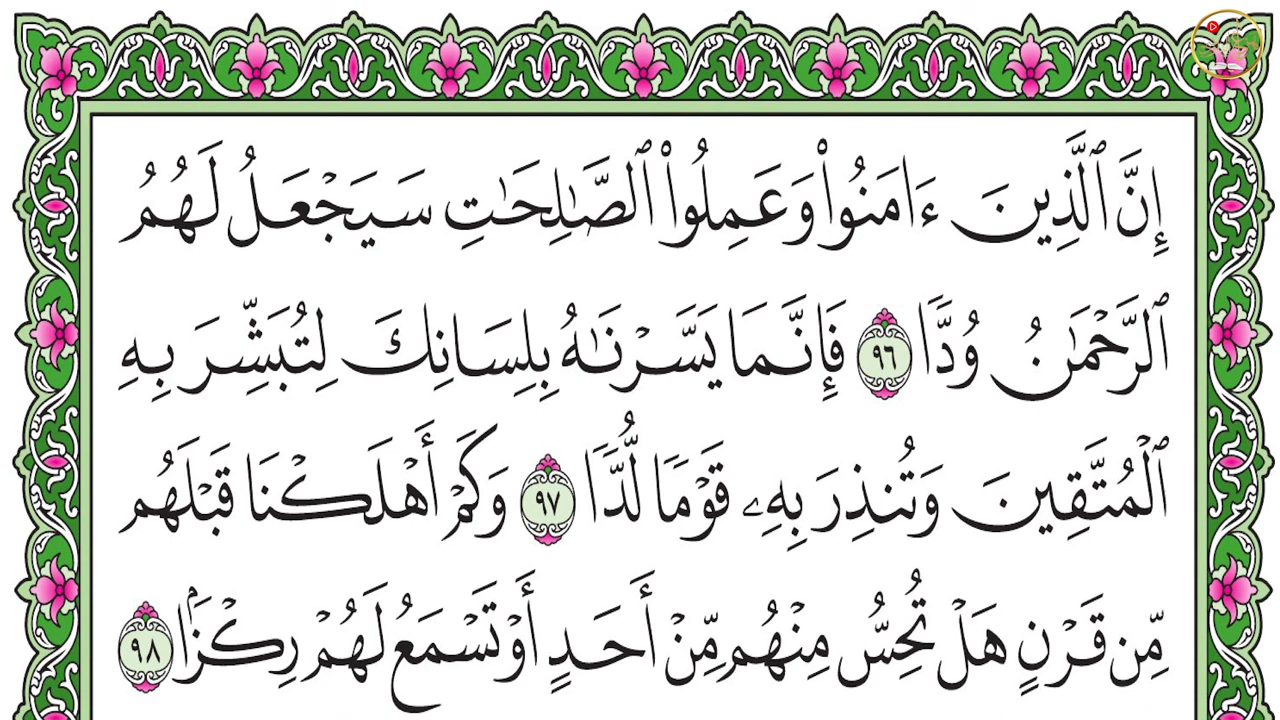 إِنَّ ٱلَّذِينَ ءَامَنُوا۟ وَعَمِلُوا۟ ٱلصَّـٰلِحَـٰتِ سَيَجْعَلُ لَهُمُ
ٱلرَّحْمَـٰنُ وُدًّا ٩٦ فَإِنَّمَا يَسَّرْنَـٰهُ بِلِسَانِكَ لِتُبَشِّرَ بِهِ
ٱلْمُتَّقِينَ وَتُنذِرَ بِهِۦ قَوْمًا لُّدًّا ٩٧ وَكَمْ أَهْلَكْنَا قَبْلَهُم
مِّن قَرْنٍ هَلْ تُحِسُّ مِنْهُم مِّنْ أَحَدٍ أَوْ تَسْمَعُ لَهُمْ رِكْزًۢا ٩٨